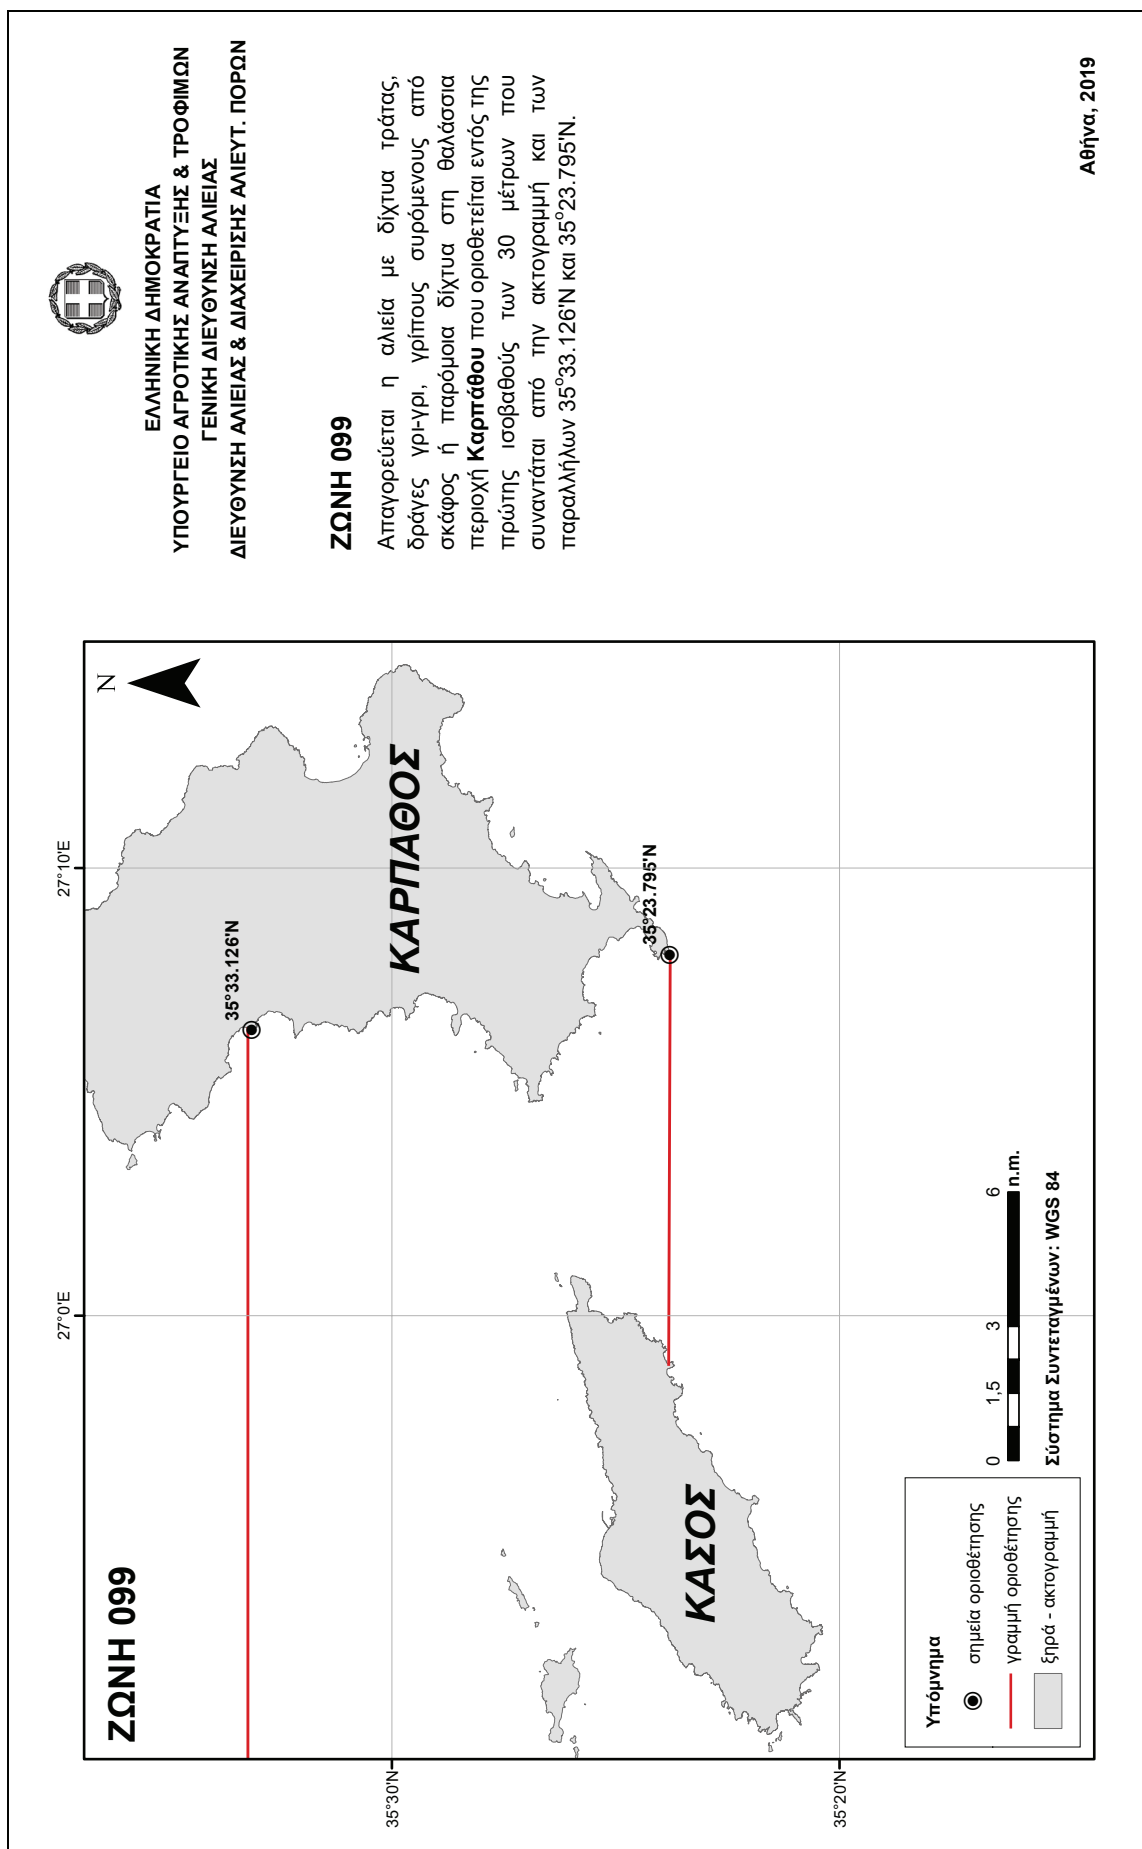 ΕΛΛΗΝΙΚΗ ΔΗΜΟΚΡΑΤΙΑ
ΥΠΟΥΡΓΕΙΟ ΑΓΡΟΤΙΚΗΣ ΑΝΑΠΤΥΞΗΣ & ΤΡΟΦΙΜΩΝ
ΓΕΝΙΚΗ ΔΙΕΥΘΥΝΣΗ ΑΛΙΕΙΑΣ
ΔΙΕΥΘΥΝΣΗ ΑΛΙΕΙΑΣ & ΔΙΑΧΕΙΡΙΣΗΣ ΑΛΙΕΥΤ. ΠΟΡΩΝ
ΖΩΝΗ 099
Απαγορεύεται η αλιεία με δίχτυα τράτας,
δράγες γρι-γρι, γρίπους συρόμενους από
σκάφος ή παρόμοια δίχτυα στη θαλάσσια
περιοχή Καρπάθου που οριοθετείται εντός της
πρώτης ισοβαθούς των 30 μέτρων που
συναντάται από την ακτογραμμή και των
παραλλήλων 35°33.126'N και 35°23.795'N.
Αθήνα, 2019
ΖΩΝΗ 099
N
27°0'E
27°10'E
35°30'N
35°20'N
35°33.126'N
35°23.795'N
ΚΑΡΠΑΘΟΣ
ΚΑΣΟΣ
Υπόμνημα
σημεία οριοθέτησης
γραμμή οριοθέτησης
ξηρά - ακτογραμμή
0 1,5 3 6
n.m.
Σύστημα Συντεταγμένων: WGS 84